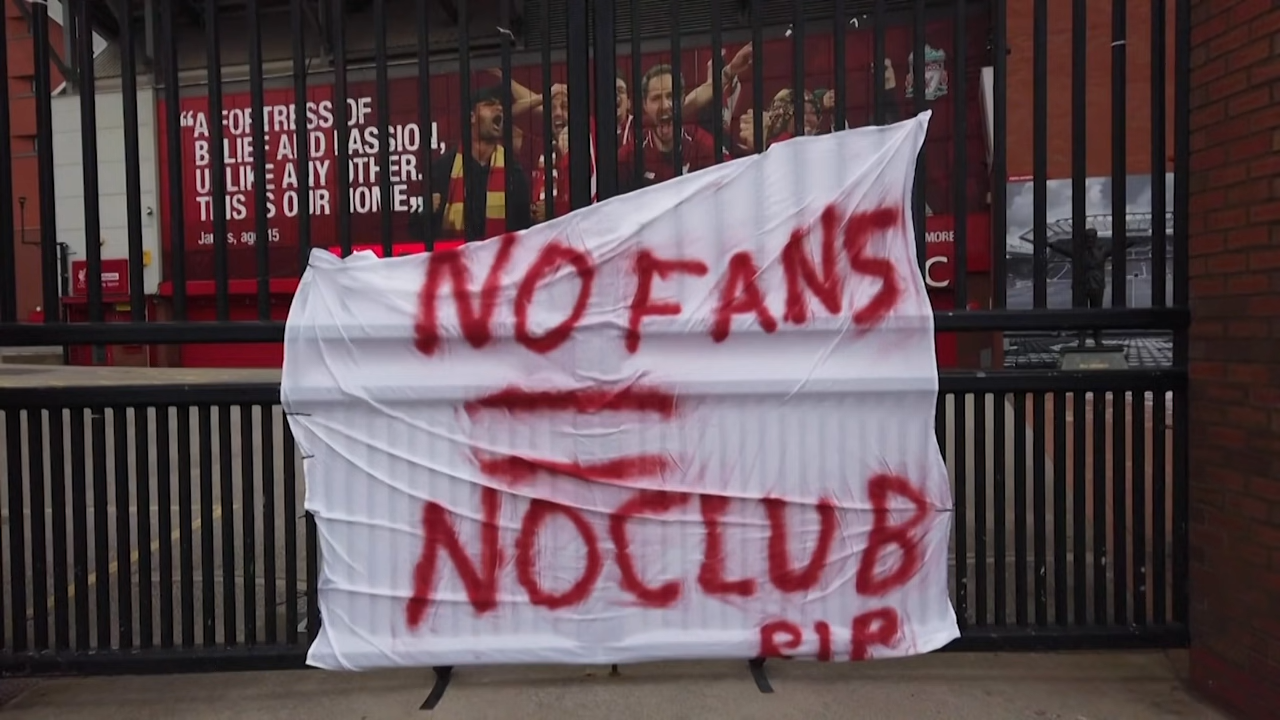 “A FORTRESS OF
BELIEF AND PASSION,
UNLIKE ANY OTHER.
THIS IS OUR HOME.”
James, age 15
MORE
C
NO FANS
=
NO CLUB
RIP